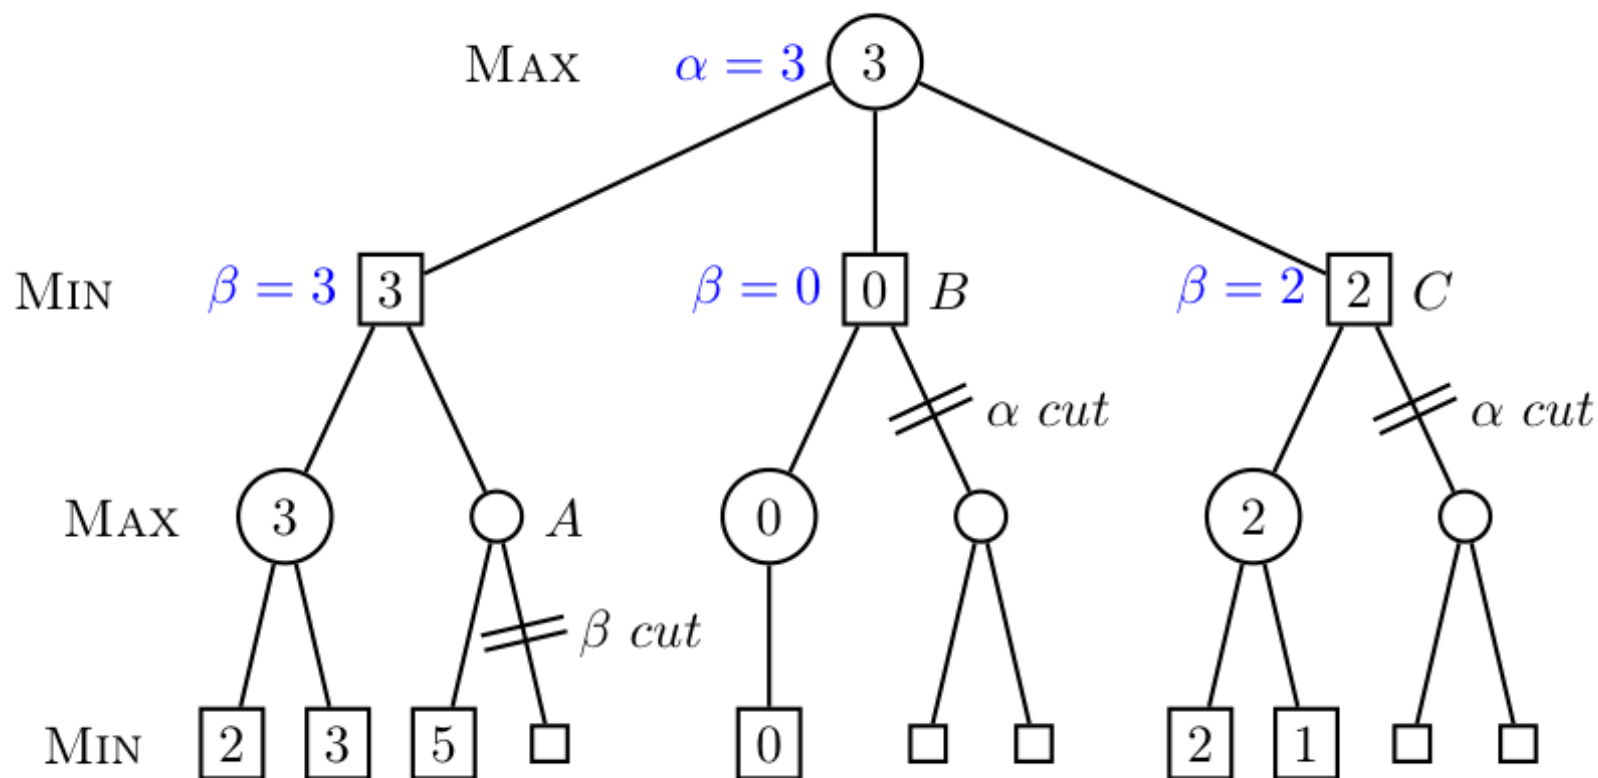 MAX α = 3 3
MIN β = 3 3 β = 0 0 B β = 2 2 C
α cut α cut
MAX 3 A 0 2
β cut
MIN 2 3 5 0 2 1